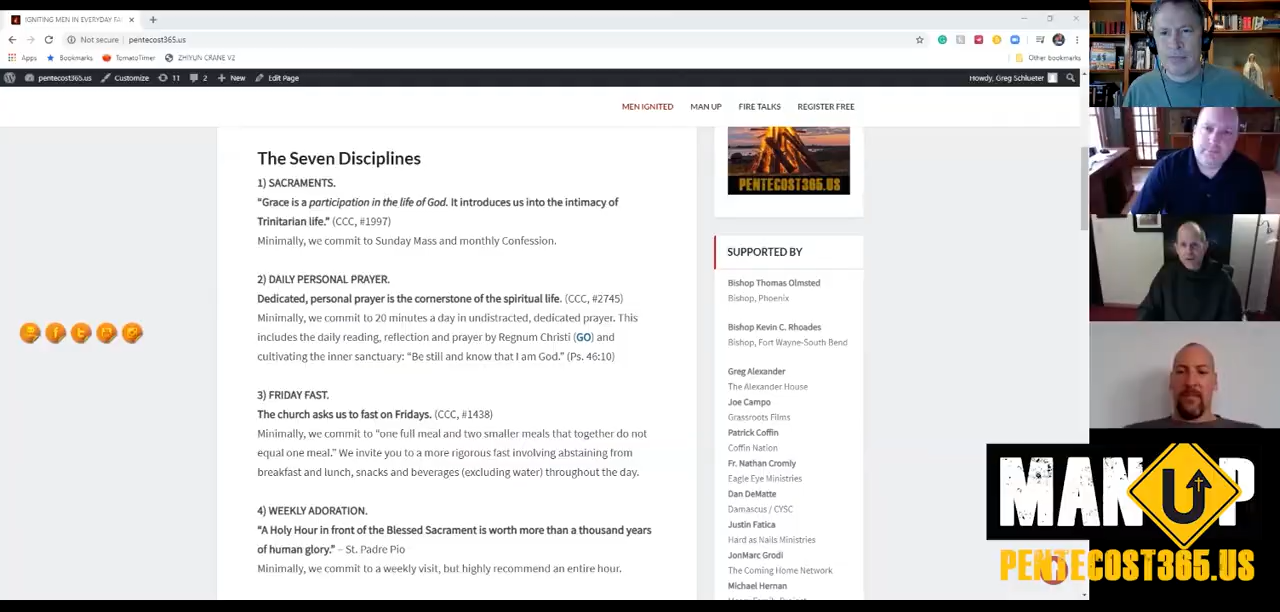 IGNITING MEN IN EVERYDAY FA
Not secure | pentecost365.us
Apps Bookmarks TomatoTimer ZHIYUN CRANE V2 Other bookmarks
pentecost365.us Customize 11 2 New Edit Page Howdy, Greg Schlueter
MEN IGNITED MAN UP FIRE TALKS REGISTER FREE
The Seven Disciplines
1) SACRAMENTS.
“Grace is a participation in the life of God. It introduces us into the intimacy of
Trinitarian life.” (CCC, #1997)
Minimally, we commit to Sunday Mass and monthly Confession.
2) DAILY PERSONAL PRAYER.
Dedicated, personal prayer is the cornerstone of the spiritual life. (CCC, #2745)
Minimally, we commit to 20 minutes a day in undistracted, dedicated prayer. This
includes the daily reading, reflection and prayer by Regnum Christi (GO) and
cultivating the inner sanctuary: “Be still and know that I am God.” (Ps. 46:10)
3) FRIDAY FAST.
The church asks us to fast on Fridays. (CCC, #1438)
Minimally, we commit to “one full meal and two smaller meals that together do not
equal one meal.” We invite you to a more rigorous fast involving abstaining from
breakfast and lunch, snacks and beverages (excluding water) throughout the day.
4) WEEKLY ADORATION.
“A Holy Hour in front of the Blessed Sacrament is worth more than a thousand years
of human glory.” – St. Padre Pio
Minimally, we commit to a weekly visit, but highly recommend an entire hour.
PENTECOST365.US
SUPPORTED BY
Bishop Thomas Olmsted
Bishop, Phoenix
Bishop Kevin C. Rhoades
Bishop, Fort Wayne-South Bend
Greg Alexander
The Alexander House
Joe Campo
Grassroots Films
Patrick Coffin
Coffin Nation
Fr. Nathan Cromly
Eagle Eye Ministries
Dan DeMatte
Damascus / CYSC
Justin Fatica
Hard as Nails Ministries
JonMarc Grodi
The Coming Home Network
Michael Hernan
MAN UP
PENTECOST365.US